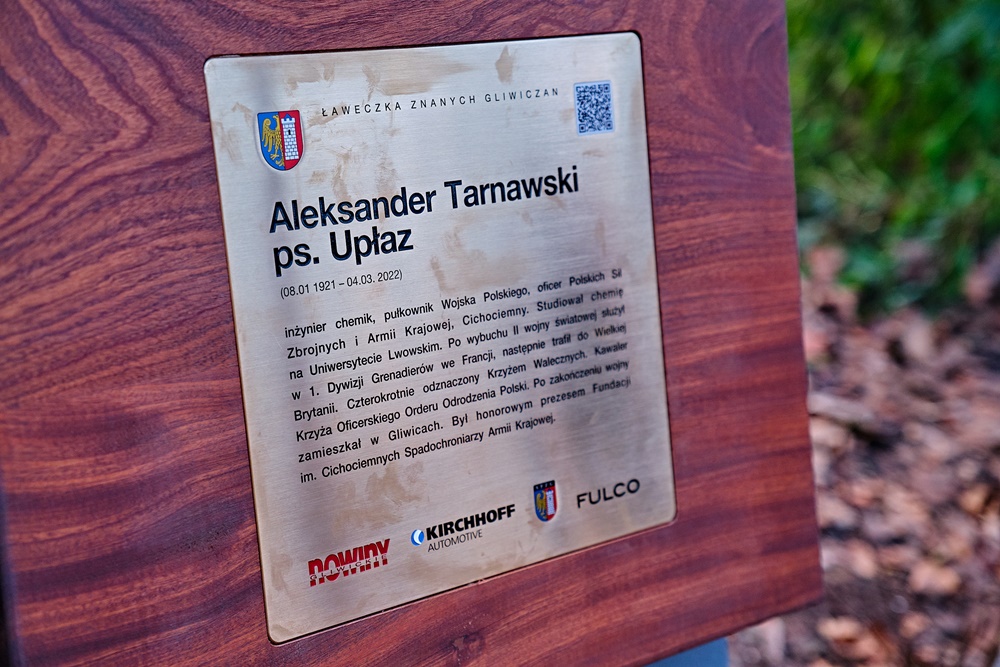 ŁAWECZKA ZNANYCH GLIWICZAN
Aleksander Tarnawski
ps. Upłaz
(08.01 1921 – 04.03. 2022)
inżynier chemik, pułkownik Wojska Polskiego, oficer Polskich Sił
Zbrojnych i Armii Krajowej, Cichociemny. Studiował chemię
na Uniwersytecie Lwowskim. Po wybuchu II wojny światowej służył
w 1. Dywizji Grenadierów we Francji, następnie trafił do Wielkiej
Brytanii. Czterokrotnie odznaczony Krzyżem Walecznych. Kawaler
Krzyża Oficerskiego Orderu Odrodzenia Polski. Po zakończeniu wojny
zamieszkał w Gliwicach. Był honorowym prezesem Fundacji
im. Cichociemnych Spadochroniarzy Armii Krajowej.
NOWINY
GLIWICKIE
KIRCHHOFF
AUTOMOTIVE
FULCO